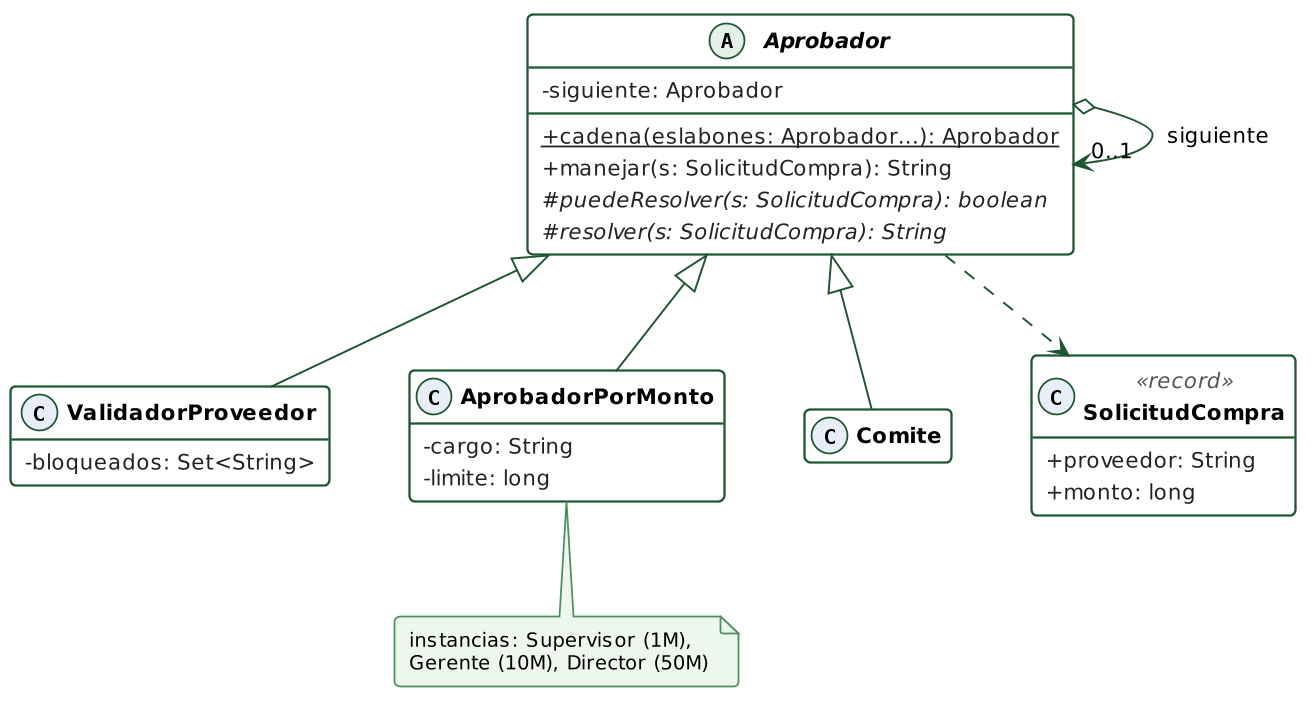 A Aprobador
-siguiente: Aprobador
+cadena(eslabones: Aprobador...): Aprobador
+manejar(s: SolicitudCompra): String
#puedeResolver(s: SolicitudCompra): boolean
#resolver(s: SolicitudCompra): String
siguiente
0..1
C ValidadorProveedor
-bloqueados: Set<String>
C AprobadorPorMonto
-cargo: String
-limite: long
C Comite
«record»
C SolicitudCompra
+proveedor: String
+monto: long
instancias: Supervisor (1M),
Gerente (10M), Director (50M)